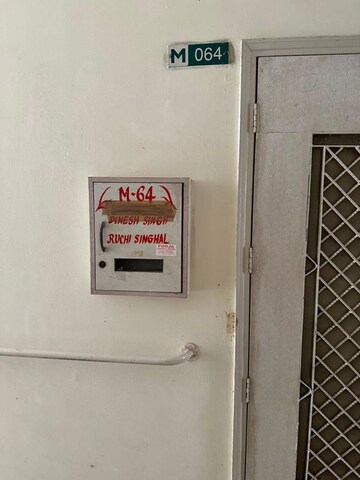 M 064
M-64
DINESH SINGH
RUCHI SINGHAL